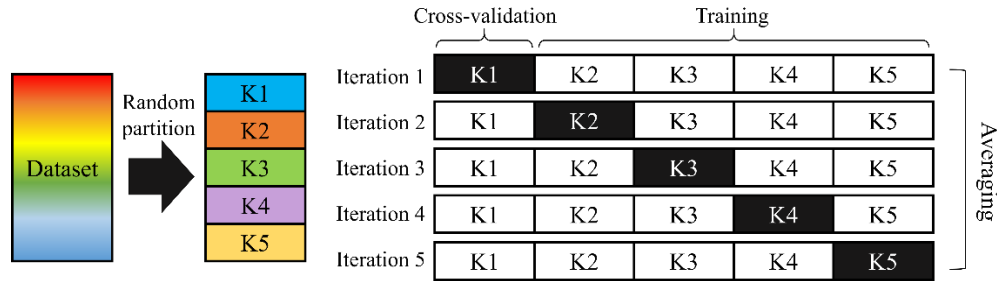 Cross-validation Training
Dataset
Random
partition
K1
K2
K3
K4
K5
Iteration 1 K1 K2 K3 K4 K5
Iteration 2 K1 K2 K3 K4 K5
Iteration 3 K1 K2 K3 K4 K5
Iteration 4 K1 K2 K3 K4 K5
Iteration 5 K1 K2 K3 K4 K5
Averaging